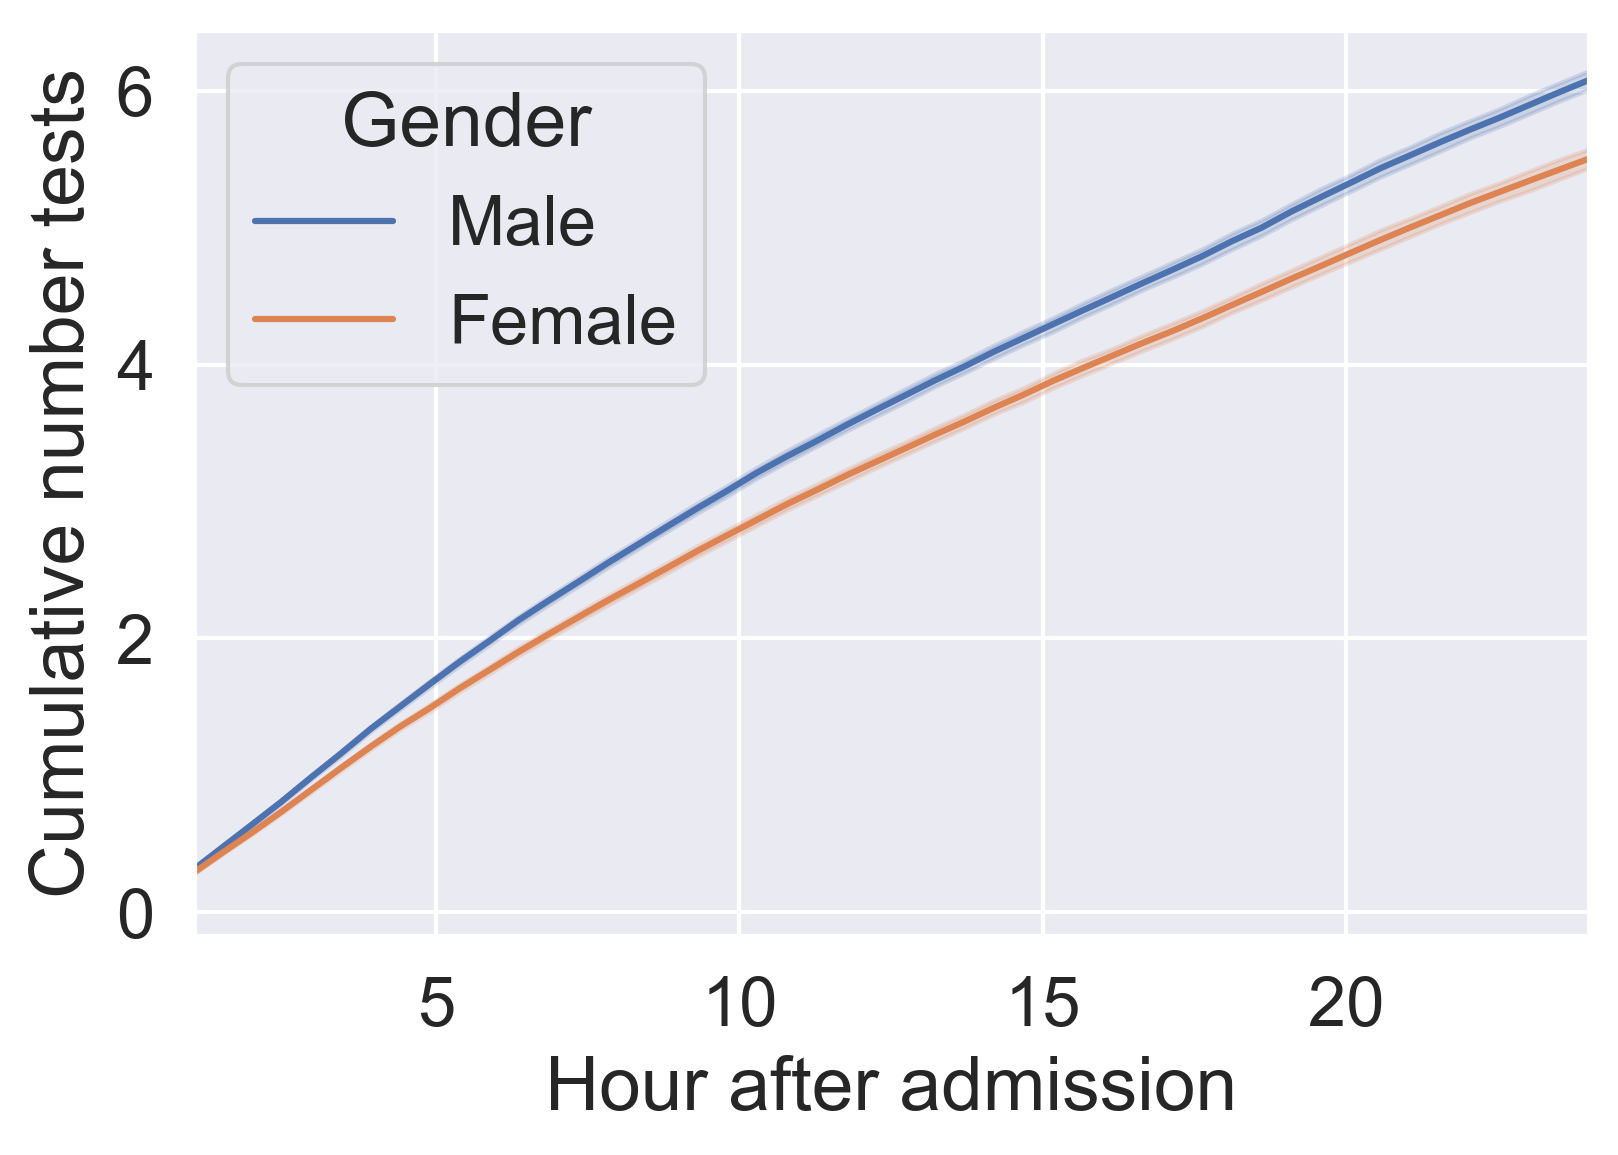 Cumulative number tests
6
4
2
0
Gender
Male
Female
5 10 15 20
Hour after admission